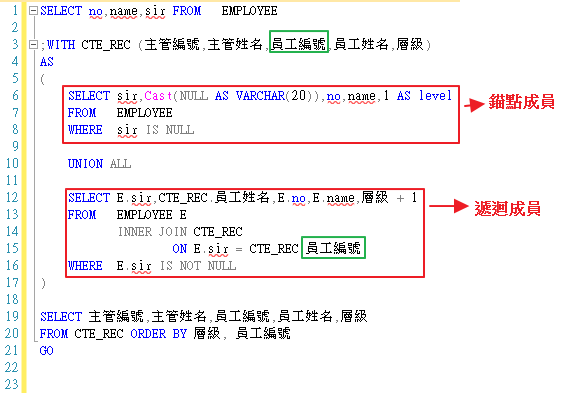 1 SELECT no,name,sir FROM   EMPLOYEE
2
3 ;WITH CTE_REC (主管編號,主管姓名,員工編號,員工姓名,層級)
4 AS
5 (
6 SELECT sir,Cast(NULL AS VARCHAR(20)),no,name,1 AS level
錨點成員
7 FROM   EMPLOYEE
8 WHERE  sir IS NULL
9
10 UNION ALL
11
12 SELECT E.sir,CTE_REC.員工姓名,E.no,E.name,層級 + 1
遞迴成員
13 FROM   EMPLOYEE E
14 INNER JOIN CTE_REC
15 ON E.sir = CTE_REC 員工編號
16 WHERE  E.sir IS NOT NULL
17 )
18
19 SELECT 主管編號,主管姓名,員工編號,員工姓名,層級
20 FROM CTE_REC ORDER BY 層級, 員工編號
21 GO
22
23